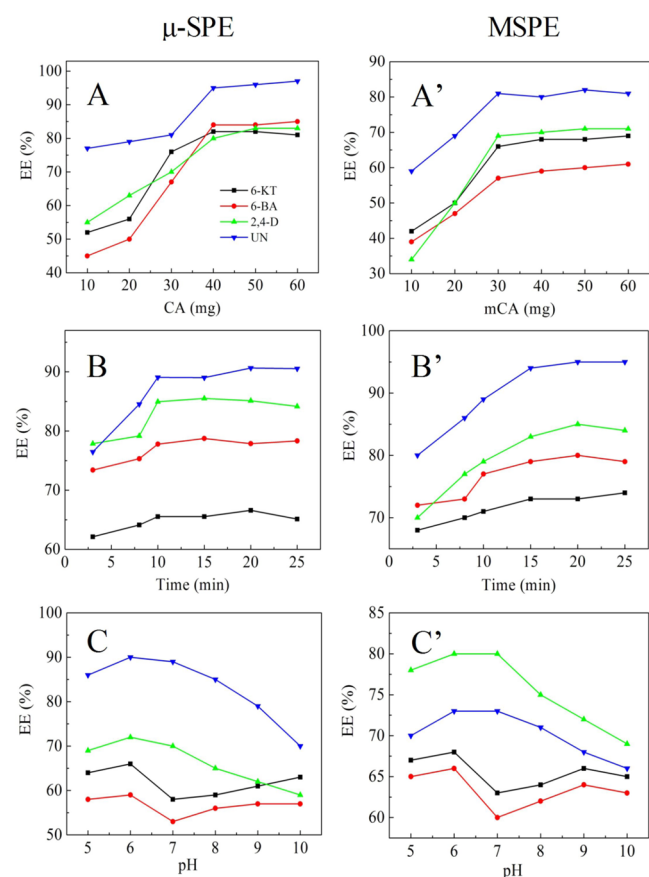 μ-SPE
MSPE
A
EE (%)
100
90
80
70
60
50
40
6-KT
6-BA
2,4-D
UN
10 20 30 40 50 60
CA (mg)
A’
EE (%)
90
80
70
60
50
40
30
10 20 30 40 50 60
mCA (mg)
B
EE (%)
90
80
70
60
0 5 10 15 20 25
Time (min)
B’
EE (%)
100
90
80
70
0 5 10 15 20 25
Time (min)
C
EE (%)
100
90
80
70
60
50
5 6 7 8 9 10
pH
C’
EE (%)
85
80
75
70
65
60
5 6 7 8 9 10
pH